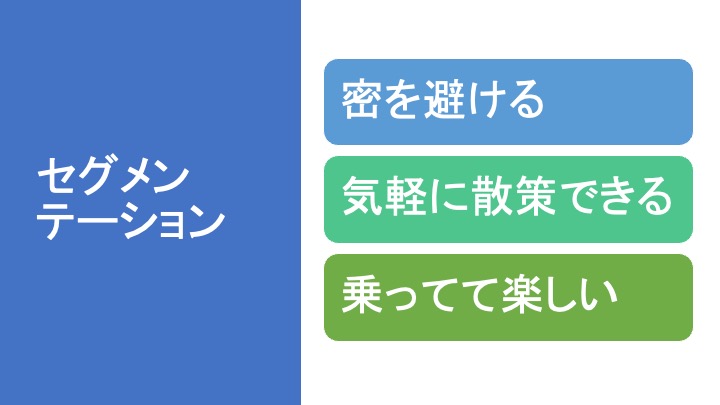 セグメン
テーション
密を避ける
気軽に散策できる
乗ってて楽しい